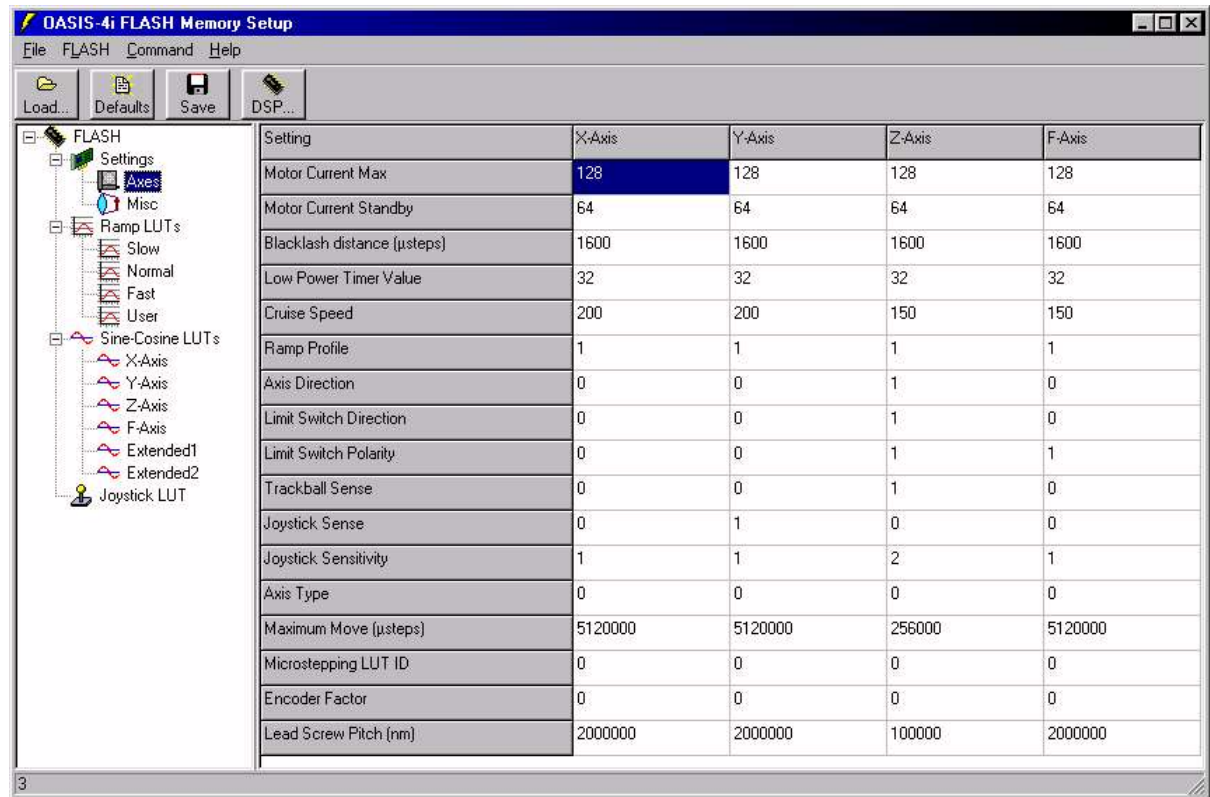 OASIS-4i FLASH Memory Setup
File FLASH Command Help
Load... Defaults Save DSP...
FLASH
Settings
Axes
Misc
Ramp LUTs
Slow
Normal
Fast
User
Sine-Cosine LUTs
X-Axis
Y-Axis
Z-Axis
F-Axis
Extended1
Extended2
Joystick LUT
Setting X-Axis Y-Axis Z-Axis F-Axis
Motor Current Max 128 128 128 128
Motor Current Standby 64 64 64 64
Blacklash distance (µsteps) 1600 1600 1600 1600
Low Power Timer Value 32 32 32 32
Cruise Speed 200 200 150 150
Ramp Profile 1 1 1 1
Axis Direction 0 0 1 0
Limit Switch Direction 0 0 1 0
Limit Switch Polarity 0 0 1 1
Trackball Sense 0 0 1 0
Joystick Sense 0 1 0 0
Joystick Sensitivity 1 1 2 1
Axis Type 0 0 0 0
Maximum Move (µsteps) 5120000 5120000 256000 5120000
Microstepping LUT ID 0 0 0 0
Encoder Factor 0 0 0 0
Lead Screw Pitch (nm) 2000000 2000000 100000 2000000
3